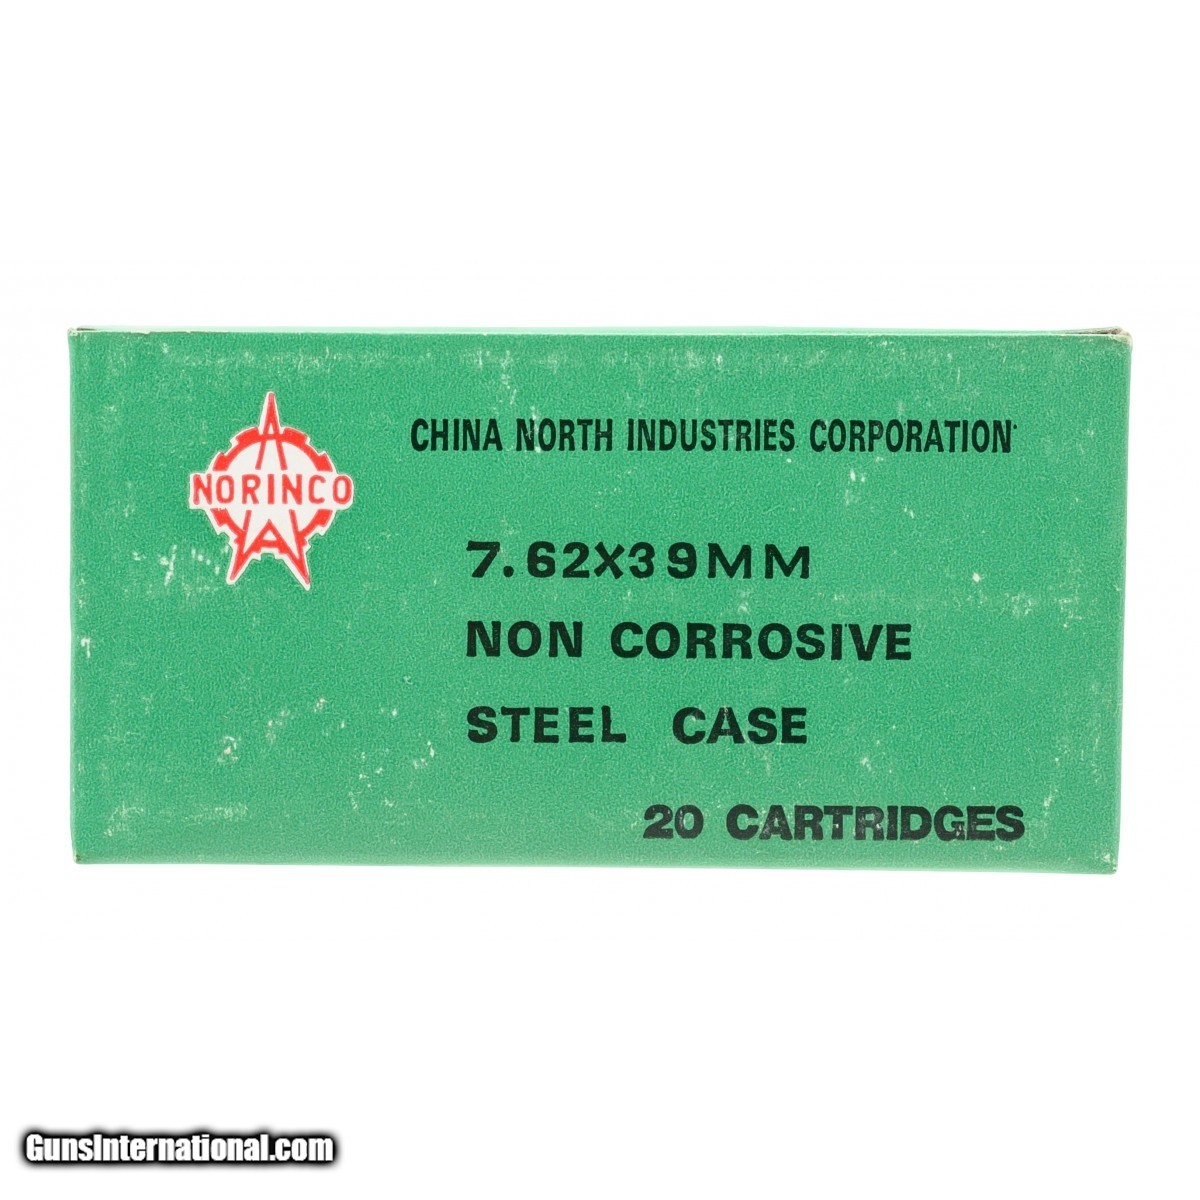 NORINCO
CHINA NORTH INDUSTRIES CORPORATION
7.62X39MM
NON CORROSIVE
STEEL CASE
20 CARTRIDGES
GunsInternational.com